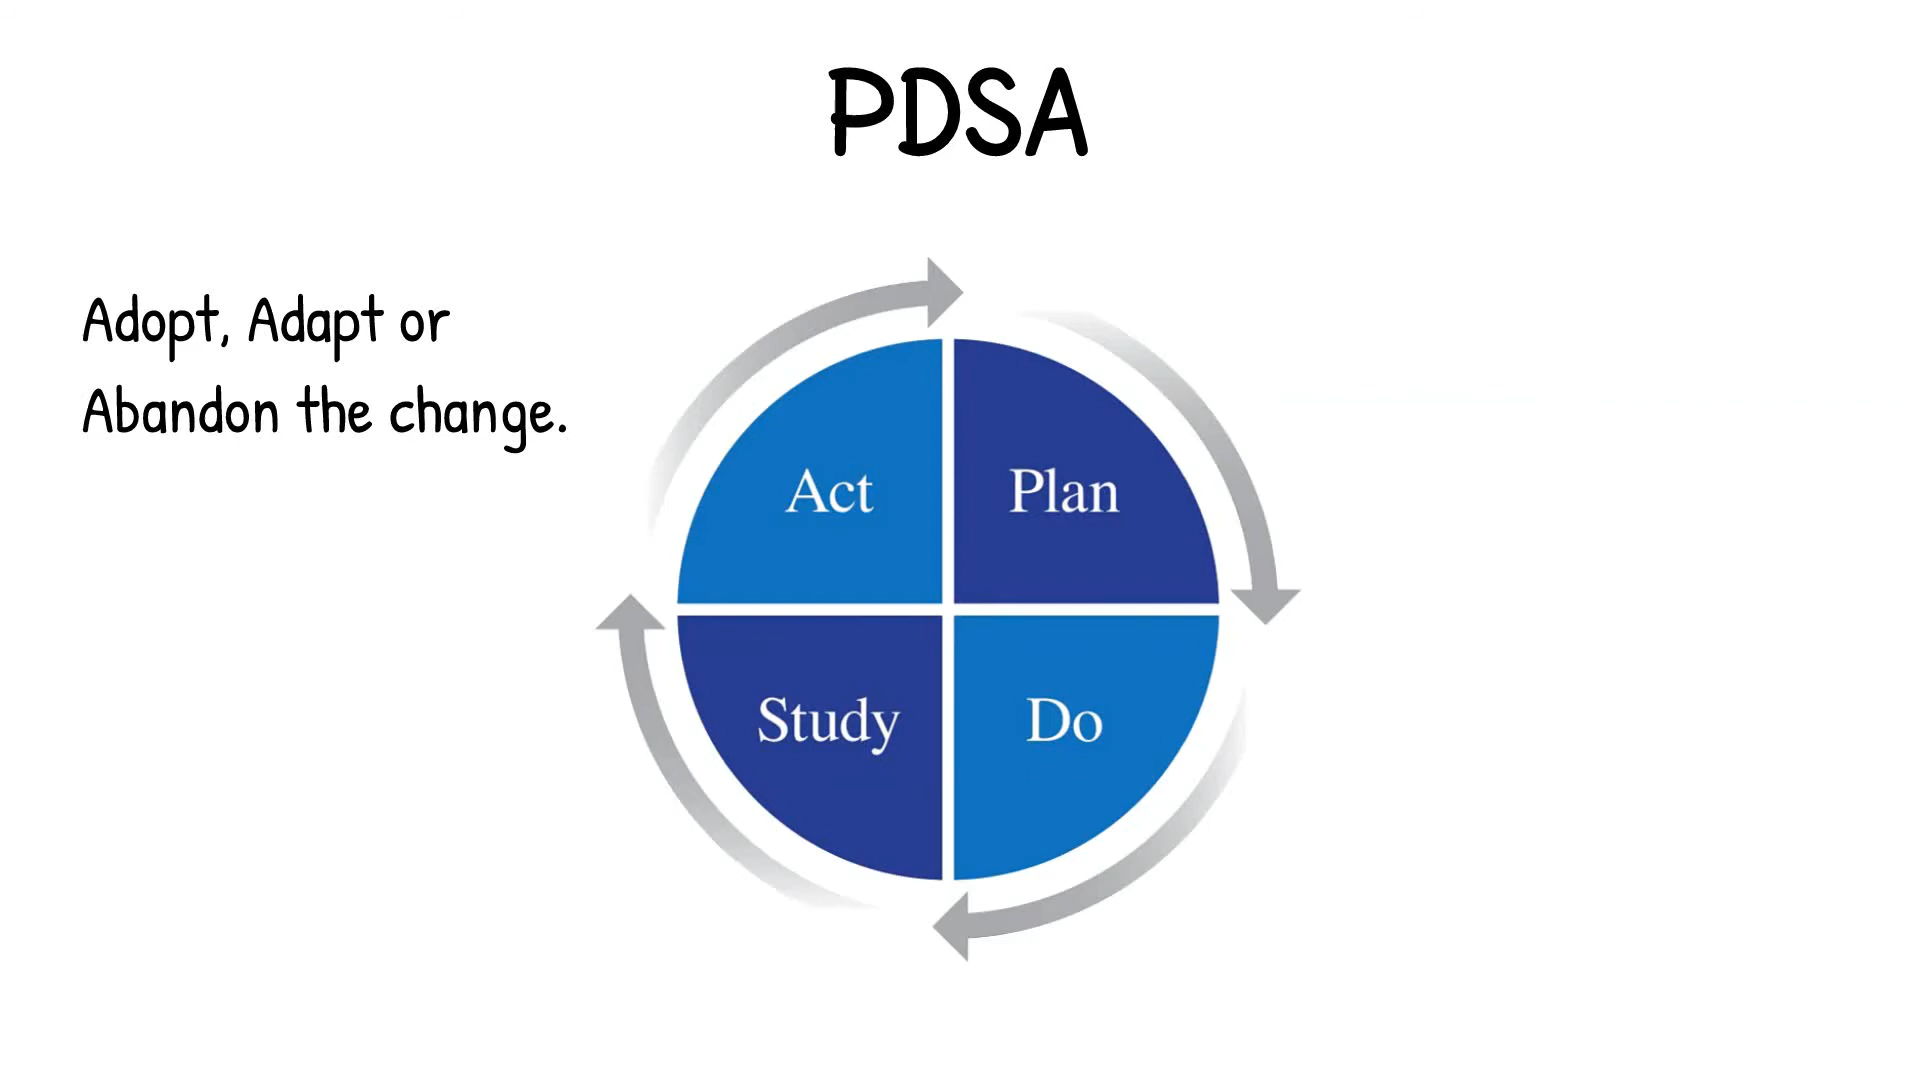 PDSA
Adopt, Adapt or
Abandon the change.
Act
Plan
Study
Do